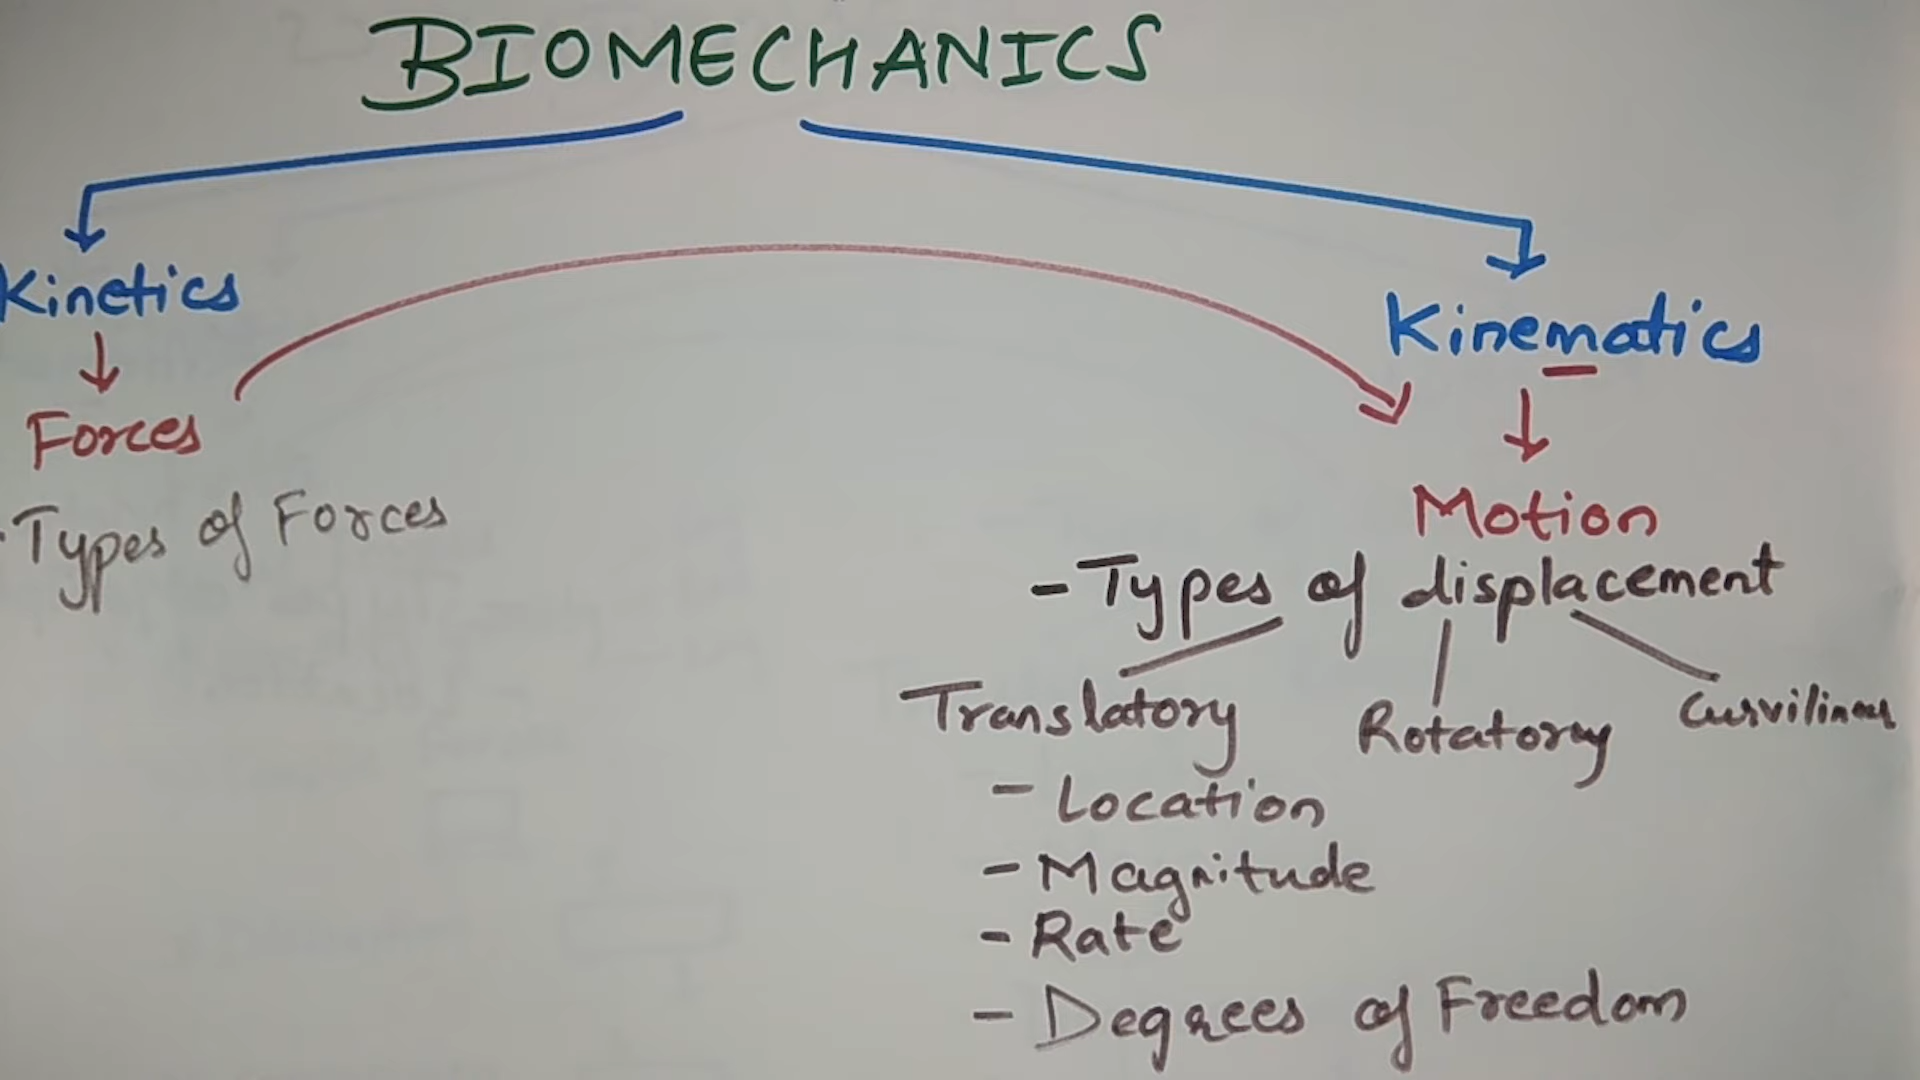 BIOMECHANICS
Kinetics
Kinematics
Forces
Motion
·Types of Forces
-Types of displacement
Translatory Rotatory Curvilinear
- Location
- Magnitude
- Rate
- Degrees of Freedom